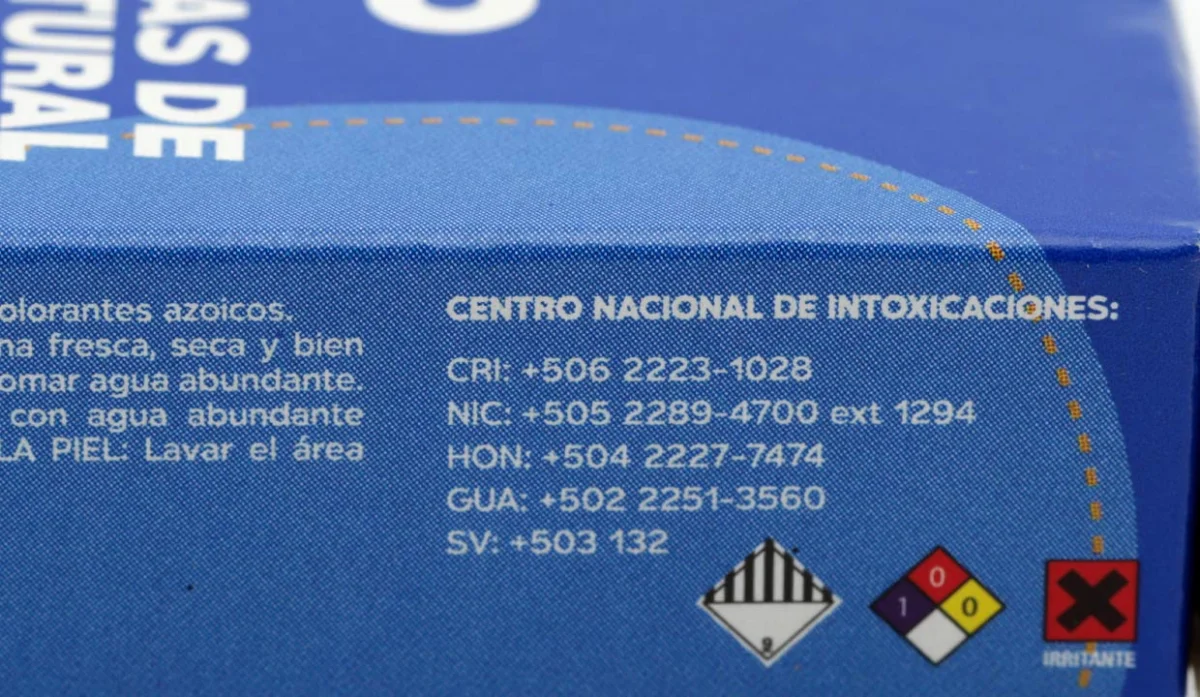 AS DE
TURAL
olorantes azoicos.
na fresca, seca y bien
omar agua abundante.
con agua abundante
LA PIEL: Lavar el área
CENTRO NACIONAL DE INTOXICACIONES:
CRI: +506 2223-1028
NIC: +505 2289-4700 ext 1294
HON: +504 2227-7474
GUA: +502 2251-3560
SV: +503 132
9
0
1 0
IRRITANTE